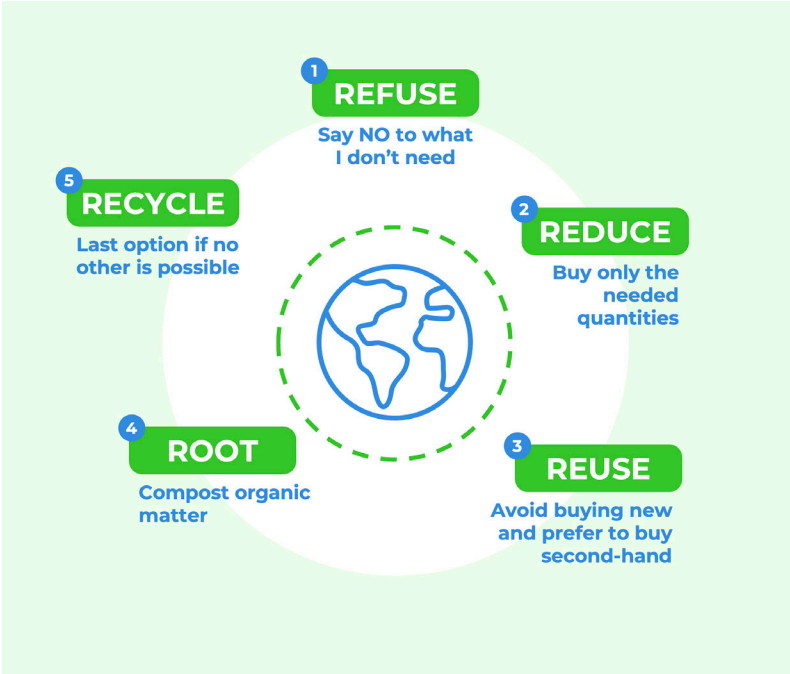 1
REFUSE
Say NO to what
I don't need
2
REDUCE
Buy only the
needed
quantities
3
REUSE
Avoid buying new
and prefer to buy
second-hand
4
ROOT
Compost organic
matter
5
RECYCLE
Last option if no
other is possible